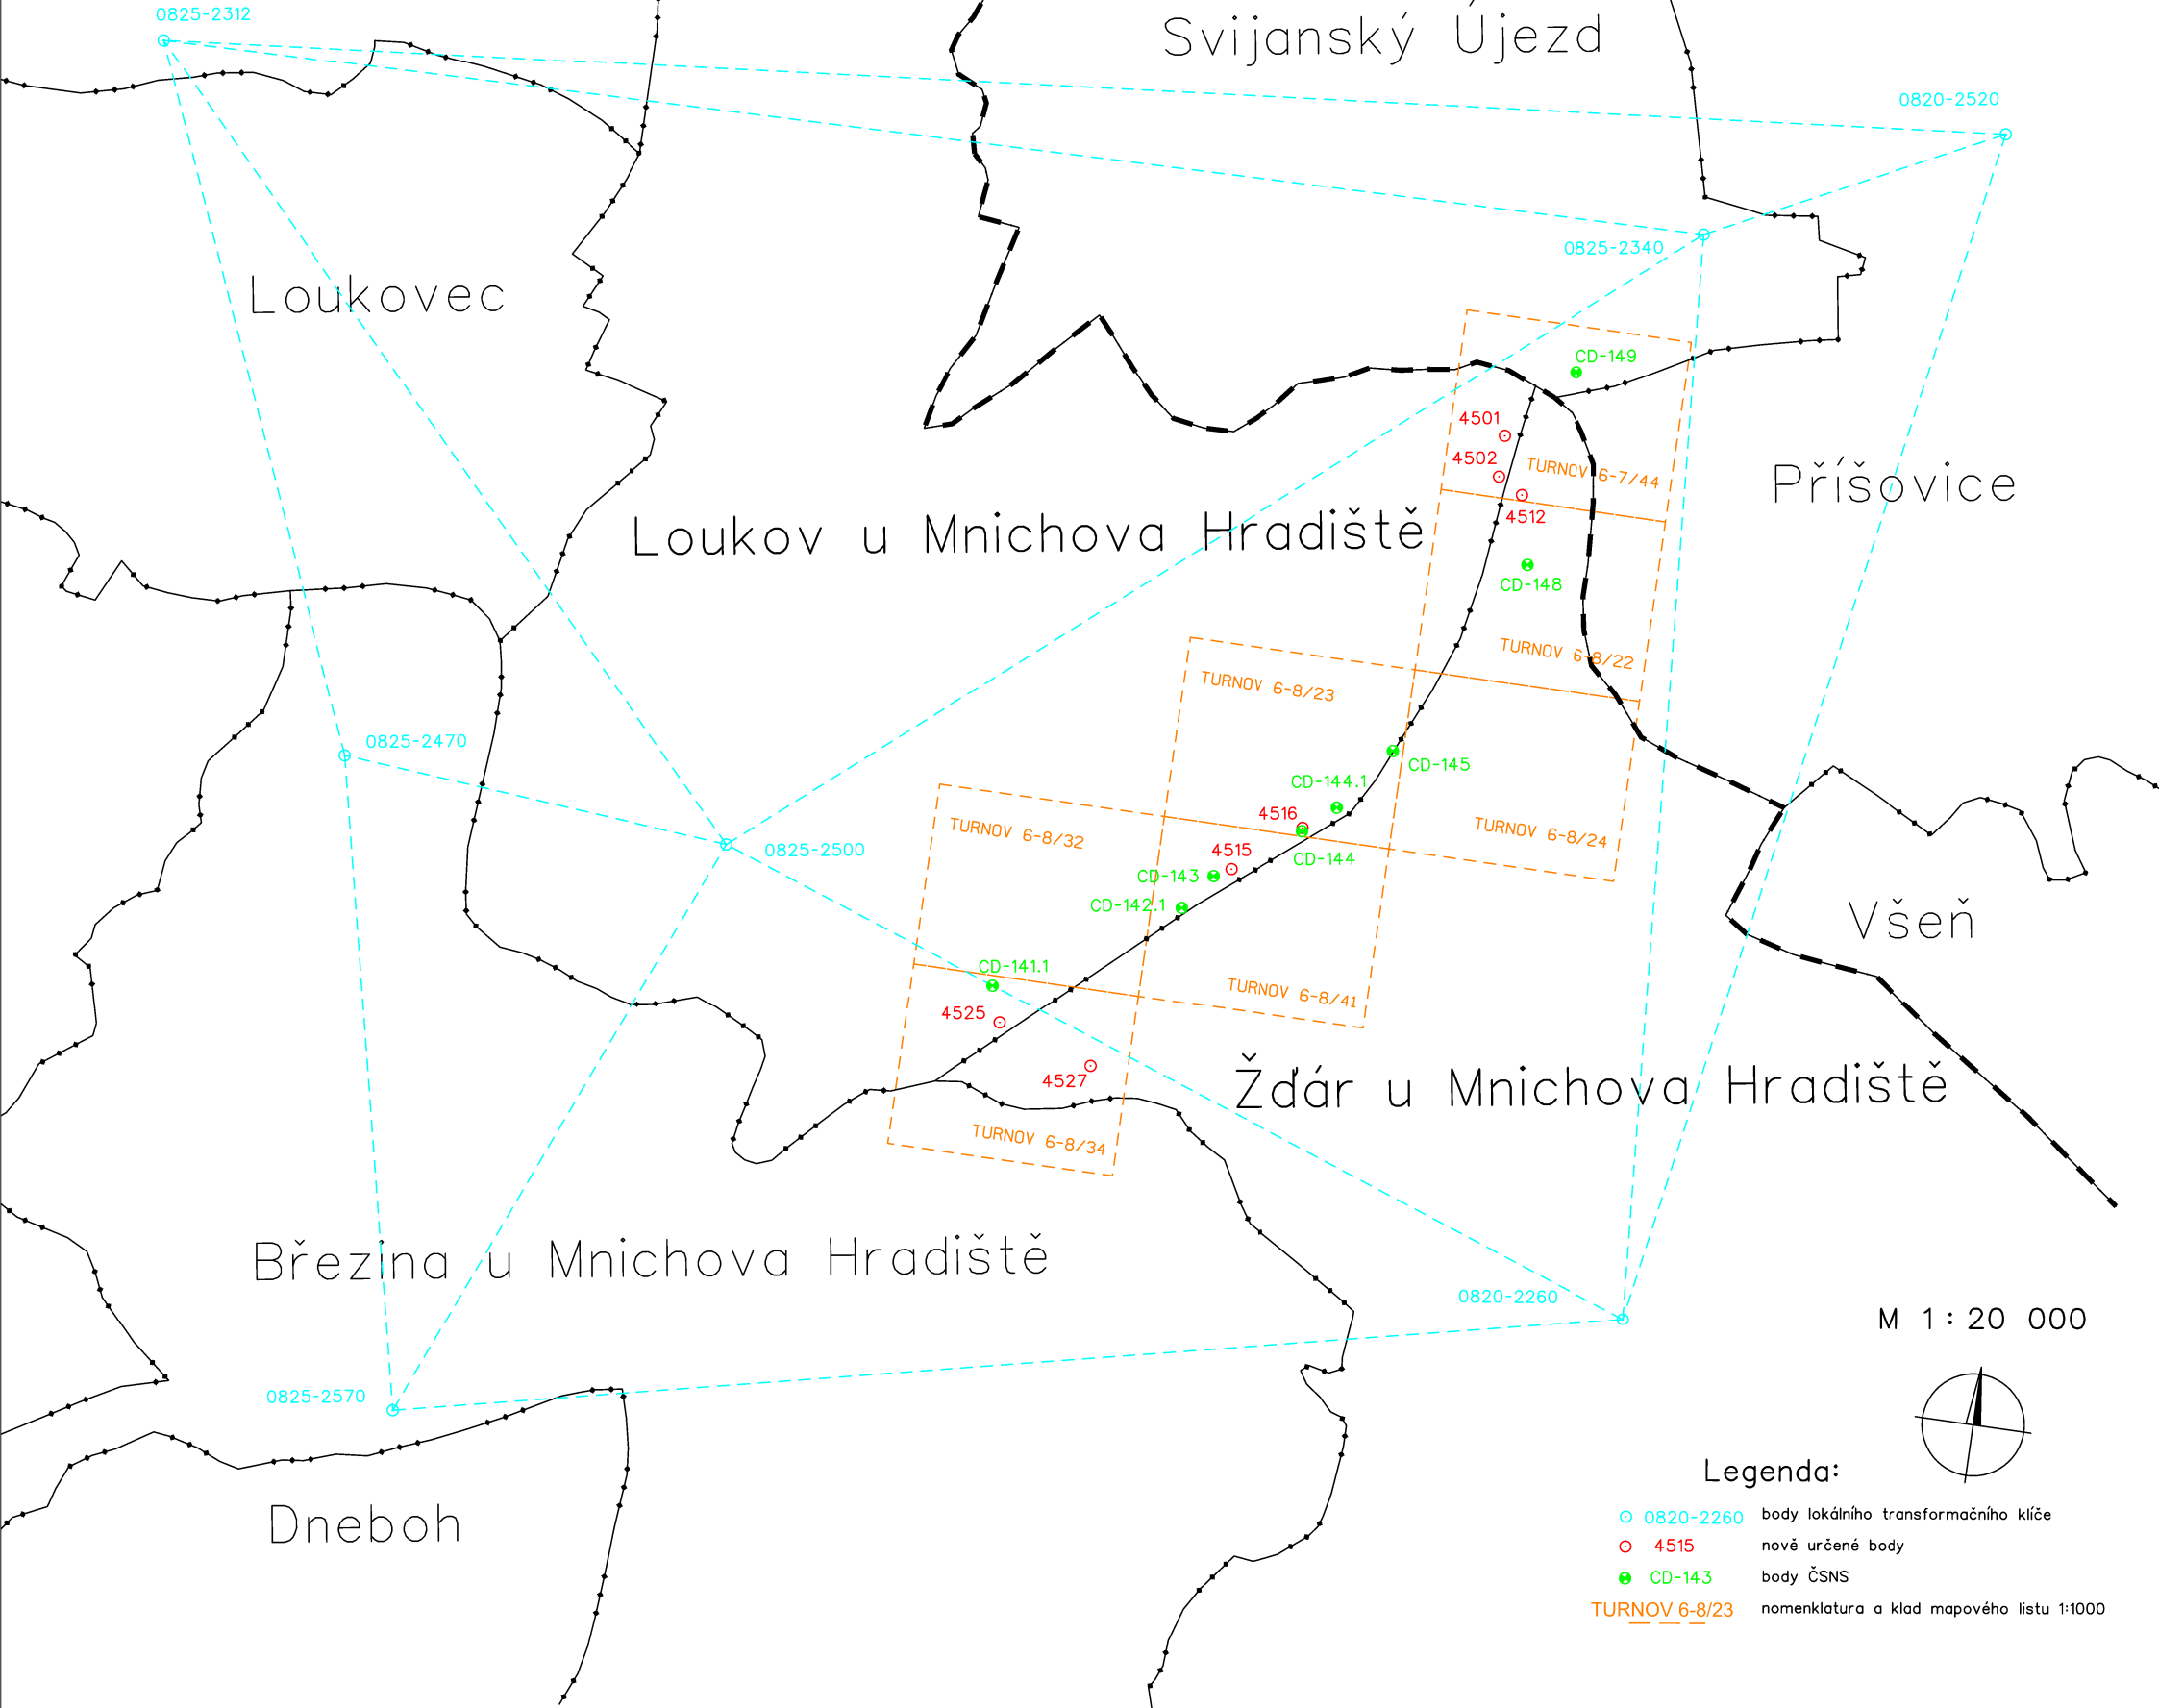 0825-2312
Svijanský Újezd
0820-2520
0825-2340
Loukovec
CD-149
4501
4502
TURNOV 6-7/44
Příšovice
4512
Loukov u Mnichova Hradiště
CD-148
TURNOV 6-8/22
TURNOV 6-8/23
0825-2470
CD-145
CD-144.1
4516
TURNOV 6-8/32
TURNOV 6-8/24
0825-2500
4515
CD-144
CD-143
CD-142.1
Všeň
CD-141.1
TURNOV 6-8/41
4525
4527
Žďár u Mnichova Hradiště
TURNOV 6-8/34
Březina u Mnichova Hradiště
0820-2260
M 1: 20 000
0825-2570
Legenda:
Dneboh
0820-2260 body lokálního transformačního klíče
4515 nově určené body
CD-143 body ČSNS
TURNOV 6-8/23 nomenklatura a klad mapového listu 1:1000